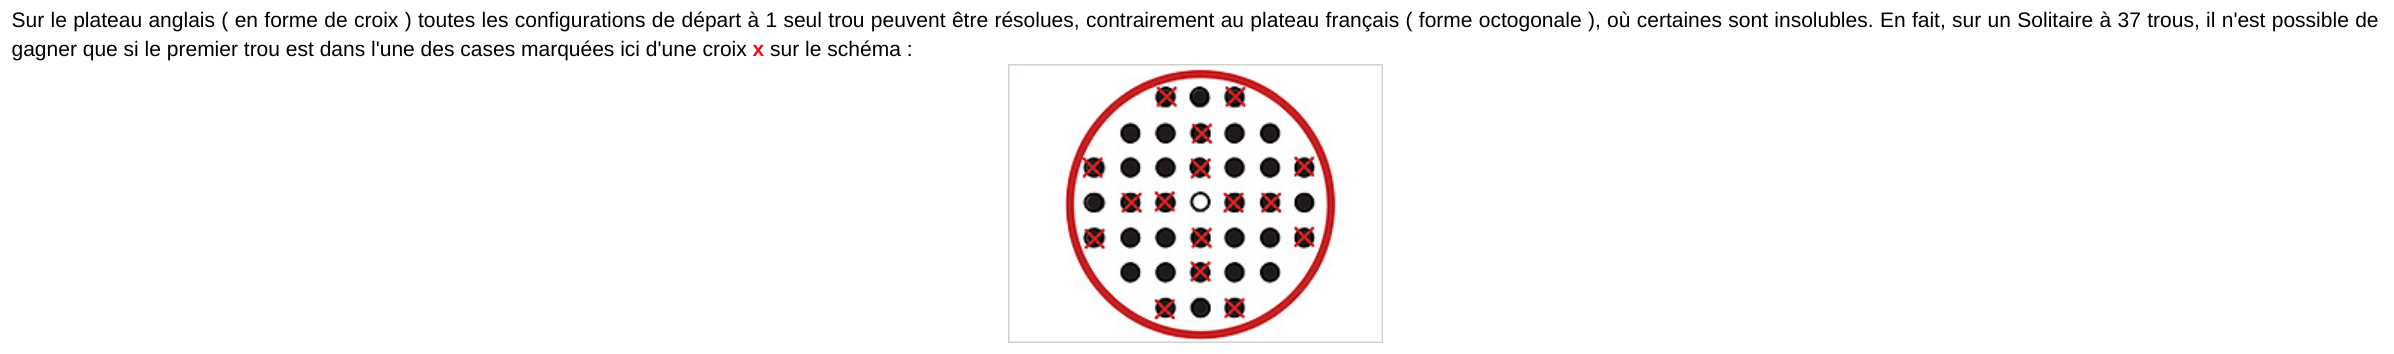 Sur le plateau anglais ( en forme de croix ) toutes les configurations de départ à 1 seul trou peuvent être résolues, contrairement au plateau français ( forme octogonale ), où certaines sont insolubles. En fait, sur un Solitaire à 37 trous, il n'est possible de
gagner que si le premier trou est dans l'une des cases marquées ici d'une croix x sur le schéma :